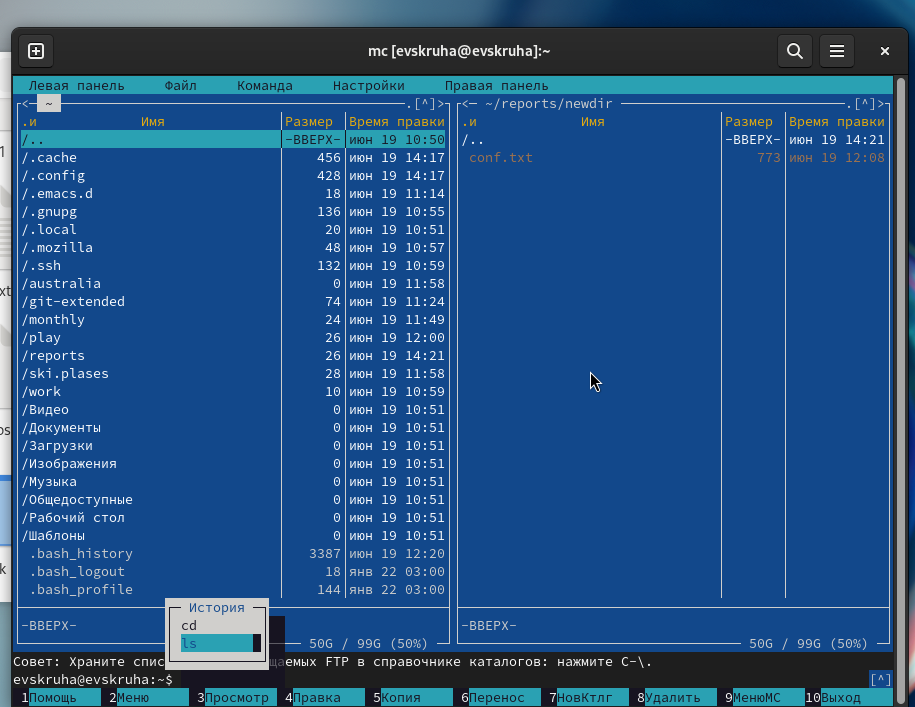 mc [evskruha@evskruha]:~
Левая панель Файл Команда Настройки Правая панель
<─ ~ .[^]>
.и Имя Размер Время правки
/.. -ВВЕРХ- июн 19 10:50
/.cache 456 июн 19 14:17
/.config 428 июн 19 14:17
/.emacs.d 18 июн 19 11:14
/.gnupg 136 июн 19 10:55
/.local 20 июн 19 10:51
/.mozilla 48 июн 19 10:57
/.ssh 132 июн 19 10:59
/australia 0 июн 19 11:58
/git-extended 74 июн 19 11:24
/monthly 24 июн 19 11:49
/play 26 июн 19 12:00
/reports 26 июн 19 14:21
/ski.plases 28 июн 19 11:58
/work 10 июн 19 10:59
/Видео 0 июн 19 10:51
/Документы 0 июн 19 10:51
/Загрузки 0 июн 19 10:51
/Изображения 0 июн 19 10:51
/Музыка 0 июн 19 10:51
/Общедоступные 0 июн 19 10:51
/Рабочий стол 0 июн 19 10:51
/Шаблоны 0 июн 19 10:51
.bash_history 3387 июн 19 12:20
.bash_logout 18 янв 22 03:00
.bash_profile 144 янв 22 03:00
-ВВЕРХ-
50G / 99G (50%)
<─ ~/reports/newdir .[^]>
.и Имя Размер Время правки
/.. -ВВЕРХ- июн 19 14:21
conf.txt 773 июн 19 12:08
-ВВЕРХ-
50G / 99G (50%)
История
cd
ls
Совет: Храните спис щаемых FTP в справочнике каталогов: нажмите C-\.
evskruha@evskruha:~$ [^]
1Помощь 2Меню 3Просмотр 4Правка 5Копия 6Перенос 7НовКтлг 8Удалить 9МенюМС 10Выход